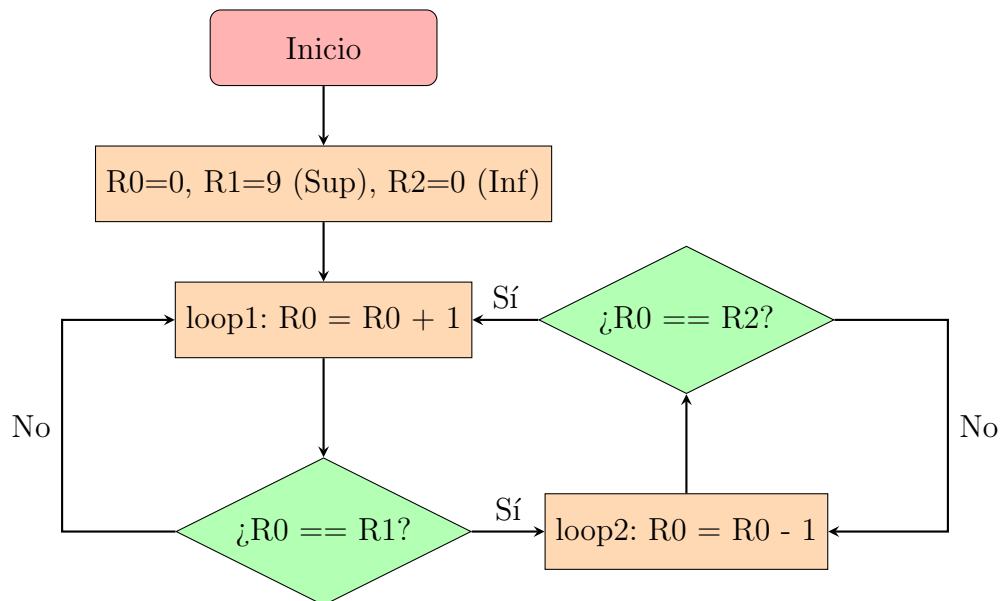 Inicio
R0=0, R1=9 (Sup), R2=0 (Inf)
loop1: R0 = R0 + 1
Sí
¿R0 == R2?
No
No
¿R0 == R1?
Sí
loop2: R0 = R0 - 1